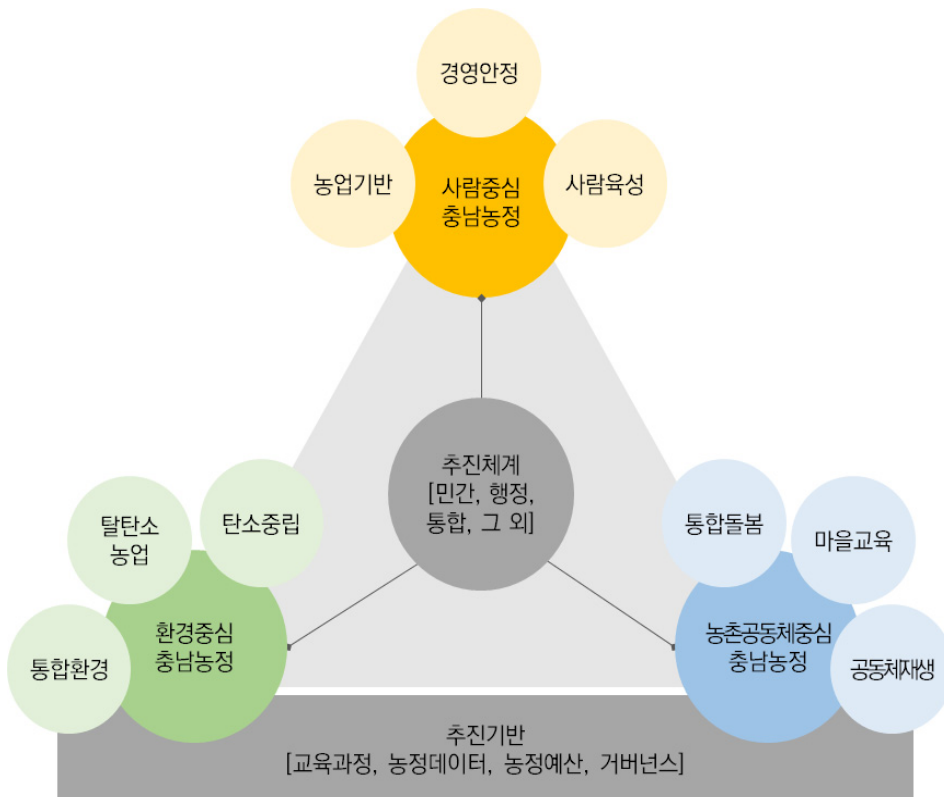 경영안정
농업기반
사람중심
충남농정
사람육성
추진체계
[민간, 행정,
통합, 그 외]
탈탄소
농업
탄소중립
통합환경
환경중심
충남농정
통합돌봄
마을교육
농촌공동체중심
충남농정
공동체재생
추진기반
[교육과정, 농정데이터, 농정예산, 거버넌스]